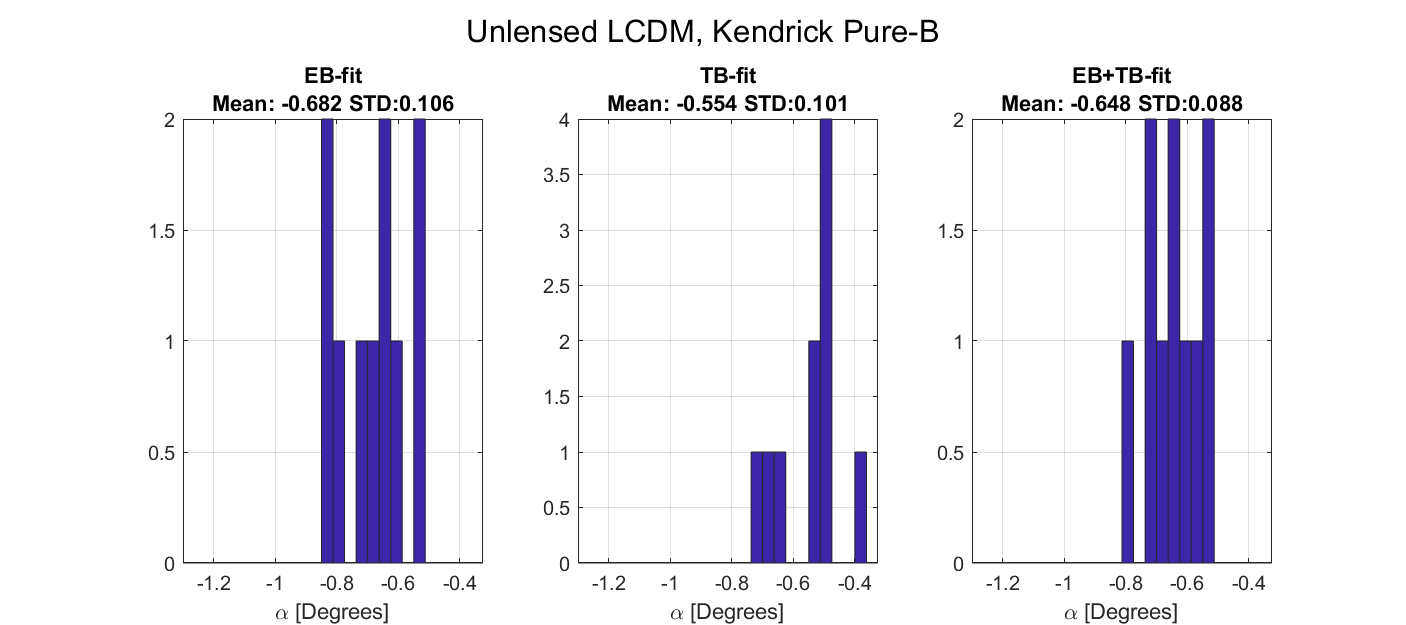 Unlensed LCDM, Kendrick Pure-B
EB-fit
Mean: -0.682 STD:0.106
2
1.5
1
0.5
0
-1.2 -1 -0.8 -0.6 -0.4
α [Degrees]
TB-fit
Mean: -0.554 STD:0.101
4
3.5
3
2.5
2
1.5
1
0.5
0
-1.2 -1 -0.8 -0.6 -0.4
α [Degrees]
EB+TB-fit
Mean: -0.648 STD:0.088
2
1.5
1
0.5
0
-1.2 -1 -0.8 -0.6 -0.4
α [Degrees]